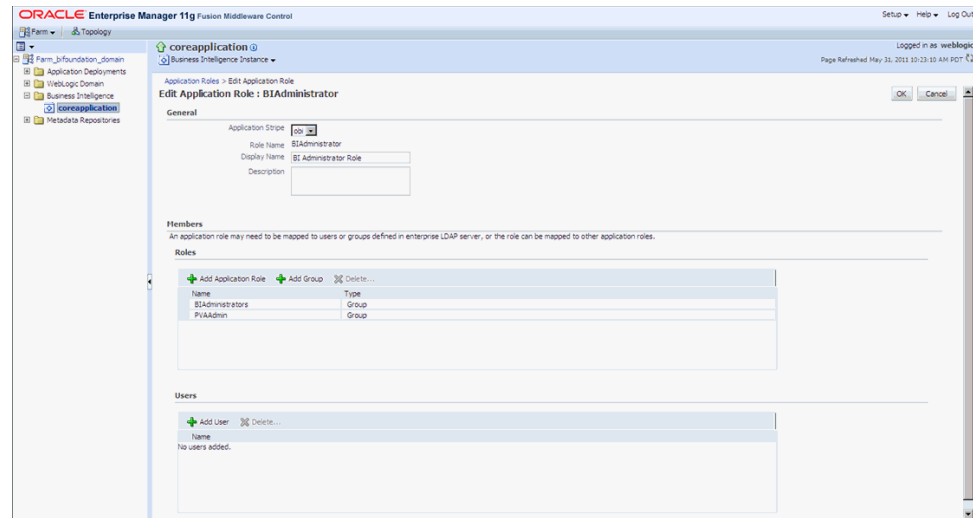 ORACLE Enterprise Manager 11g Fusion Middleware Control
Setup Help Log Out
Farm Topology
coreapplication
Logged in as weblogic
Business Intelligence Instance
Page Refreshed May 31, 2011 10:23:10 AM PDT
Farm_bifoundation_domain
Application Deployments
WebLogic Domain
Business Intelligence
coreapplication
Metadata Repositories
Application Roles > Edit Application Role
Edit Application Role : BIAdministrator
OK Cancel
General
Application Stripe obi
Role Name BIAdministrator
Display Name BI Administrator Role
Description
Members
An application role may need to be mapped to users or groups defined in enterprise LDAP server, or the role can be mapped to other application roles.
Roles
Add Application Role Add Group Delete...
Name Type
BIAdministrators Group
PVAAdmin Group
Users
Add User Delete...
Name
No users added.